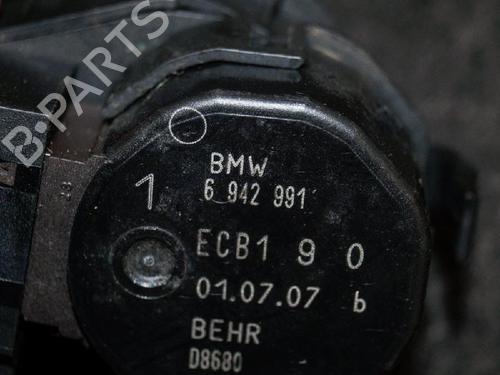 B-PARTS
BMW
1 6 942 991
ECB1 9 0
01.07.07 b
BEHR
D8680